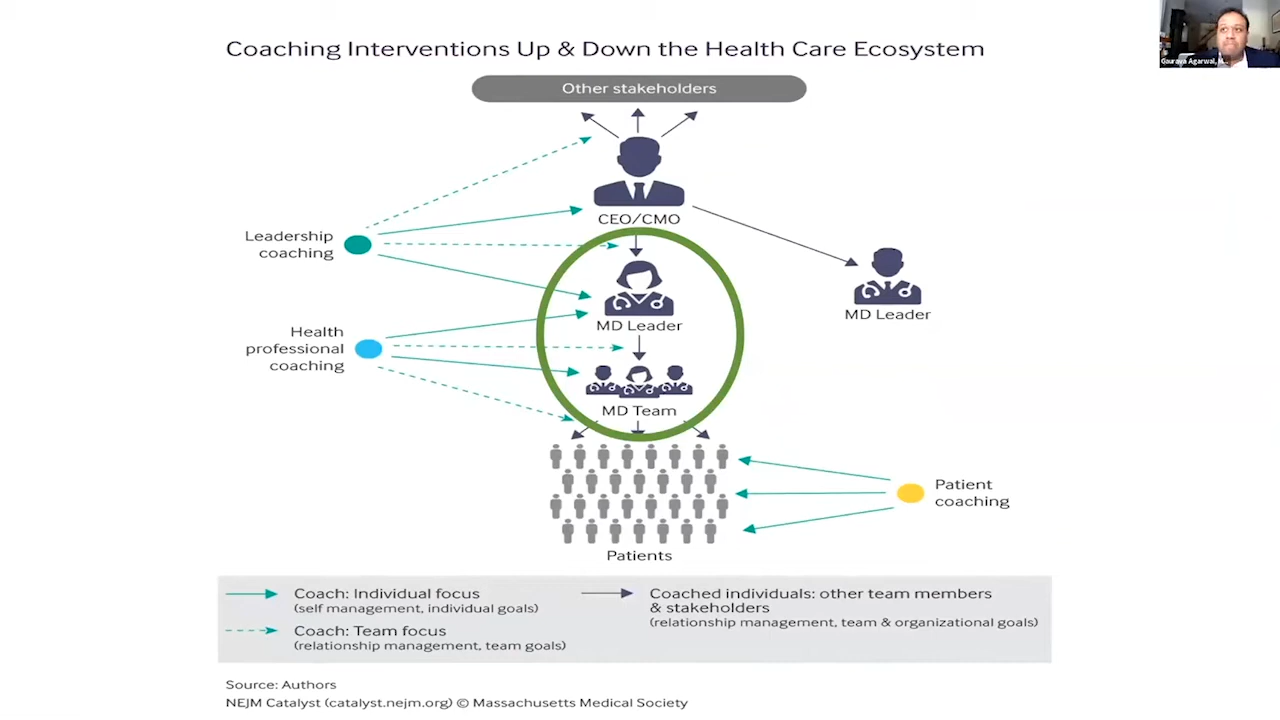 Coaching Interventions Up & Down the Health Care Ecosystem
Gaurava Agarwal, M...
Other stakeholders
CEO/CMO
Leadership
coaching
MD Leader
MD Leader
Health
professional
coaching
MD Team
Patient
coaching
Patients
Coach: Individual focus
(self management, individual goals)
Coach: Team focus
(relationship management, team goals)
Coached individuals: other team members
& stakeholders
(relationship management, team & organizational goals)
Source: Authors
NEJM Catalyst (catalyst.nejm.org) © Massachusetts Medical Society